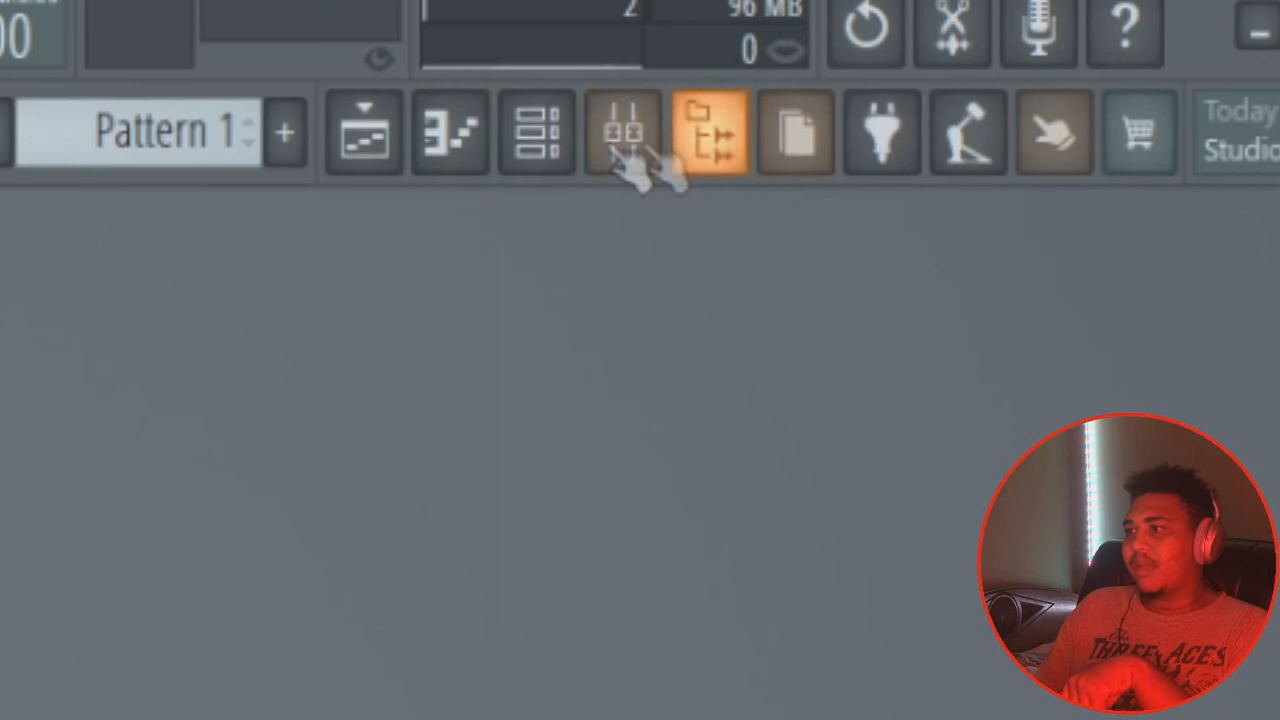 00
2
96 MB
0
?
Pattern 1
+
Today
Studio
THREE ACES